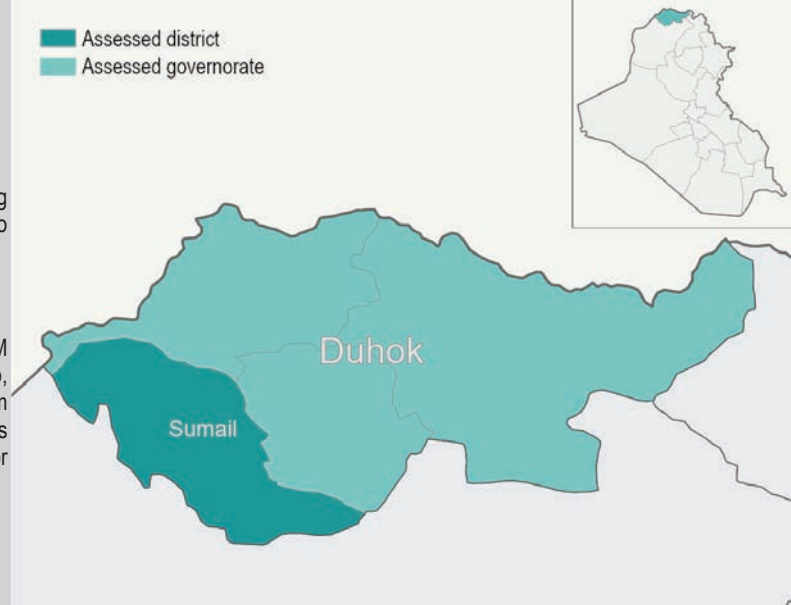 Assessed district
Assessed governorate
g
o
M
,
n
s
r
Duhok
Sumail